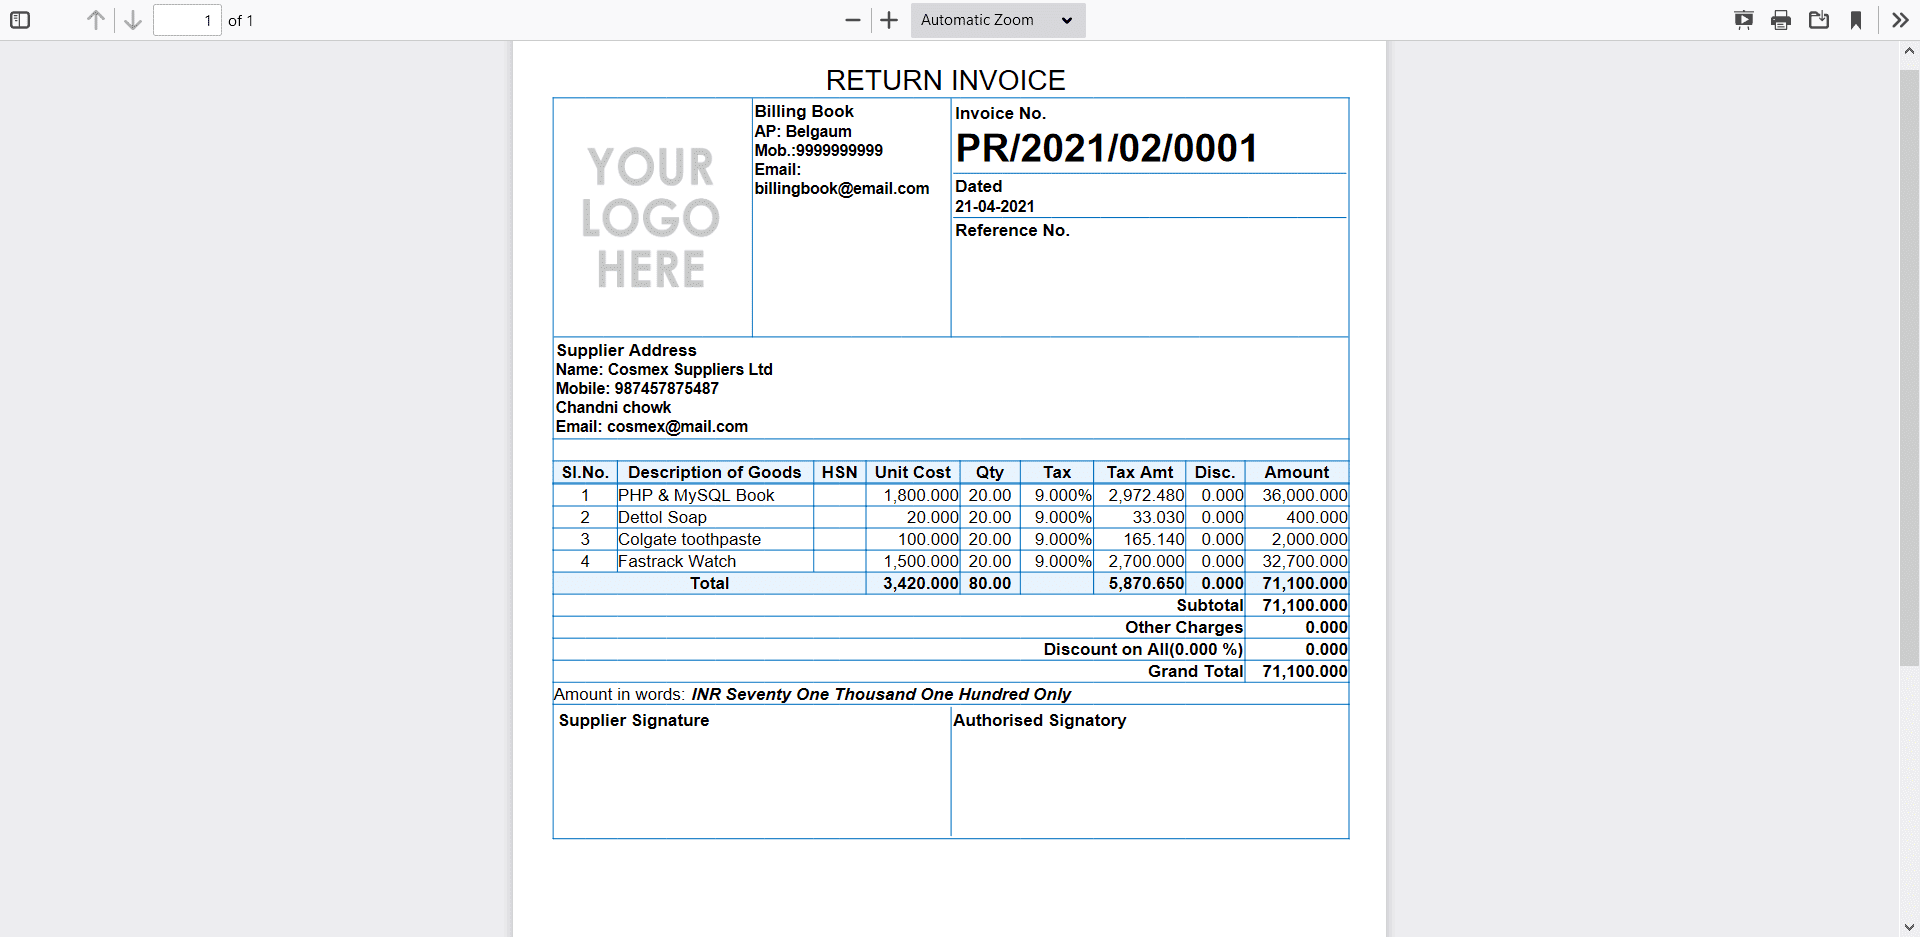 1 of 1 Automatic Zoom
RETURN INVOICE
YOUR
LOGO
HERE
Billing Book
AP: Belgaum
Mob.:9999999999
Email:
billingbook@email.com
Invoice No.
PR/2021/02/0001
Dated
21-04-2021
Reference No.
Supplier Address
Name: Cosmex Suppliers Ltd
Mobile: 987457875487
Chandni chowk
Email: cosmex@mail.com
Sl.No. Description of Goods HSN Unit Cost Qty Tax Tax Amt Disc. Amount
1 PHP & MySQL Book 1,800.000 20.00 9.000% 2,972.480 0.000 36,000.000
2 Dettol Soap 20.000 20.00 9.000% 33.030 0.000 400.000
3 Colgate toothpaste 100.000 20.00 9.000% 165.140 0.000 2,000.000
4 Fastrack Watch 1,500.000 20.00 9.000% 2,700.000 0.000 32,700.000
Total 3,420.000 80.00 5,870.650 0.000 71,100.000
Subtotal 71,100.000
Other Charges 0.000
Discount on All(0.000 %) 0.000
Grand Total 71,100.000
Amount in words: INR Seventy One Thousand One Hundred Only
Supplier Signature Authorised Signatory